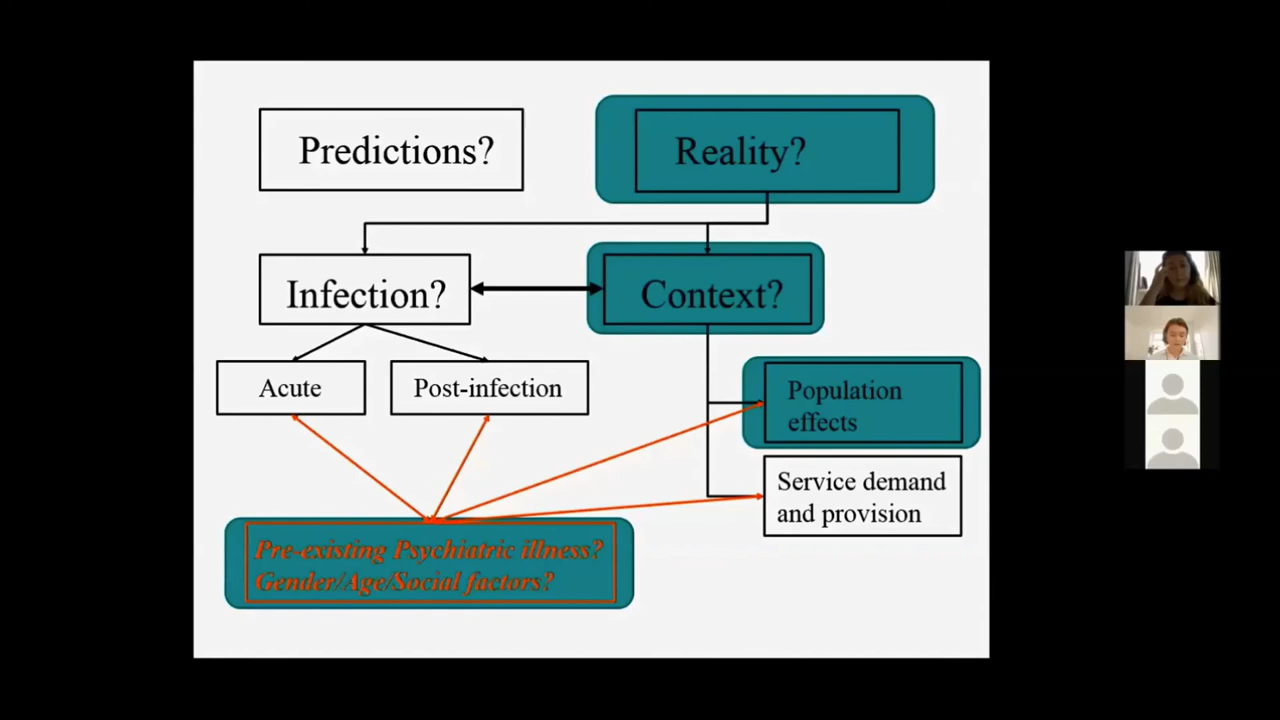 Predictions?
Reality?
Infection?
Context?
Acute
Post-infection
Population
effects
Service demand
and provision
Pre-existing Psychiatric illness?
Gender/Age/Social factors?